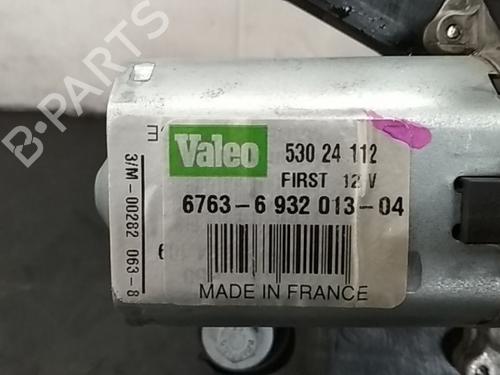 B-PARTS
Valeo
530 24 112
FIRST 12 V
6763-6 932 013-04
MADE IN FRANCE
3/M-00282 063-8